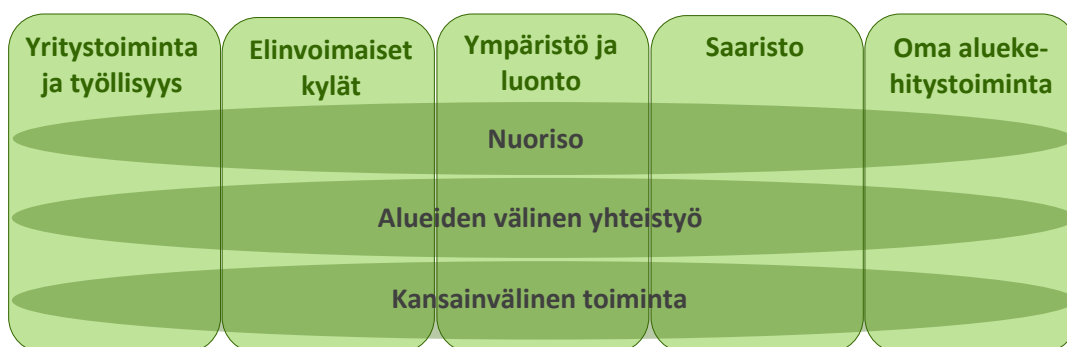 Yritystoiminta
ja työllisyys
Elinvoimaiset
kylät
Ympäristö ja
luonto
Saaristo
Oma alueke-
hitystoiminta
Nuoriso
Alueiden välinen yhteistyö
Kansainvälinen toiminta